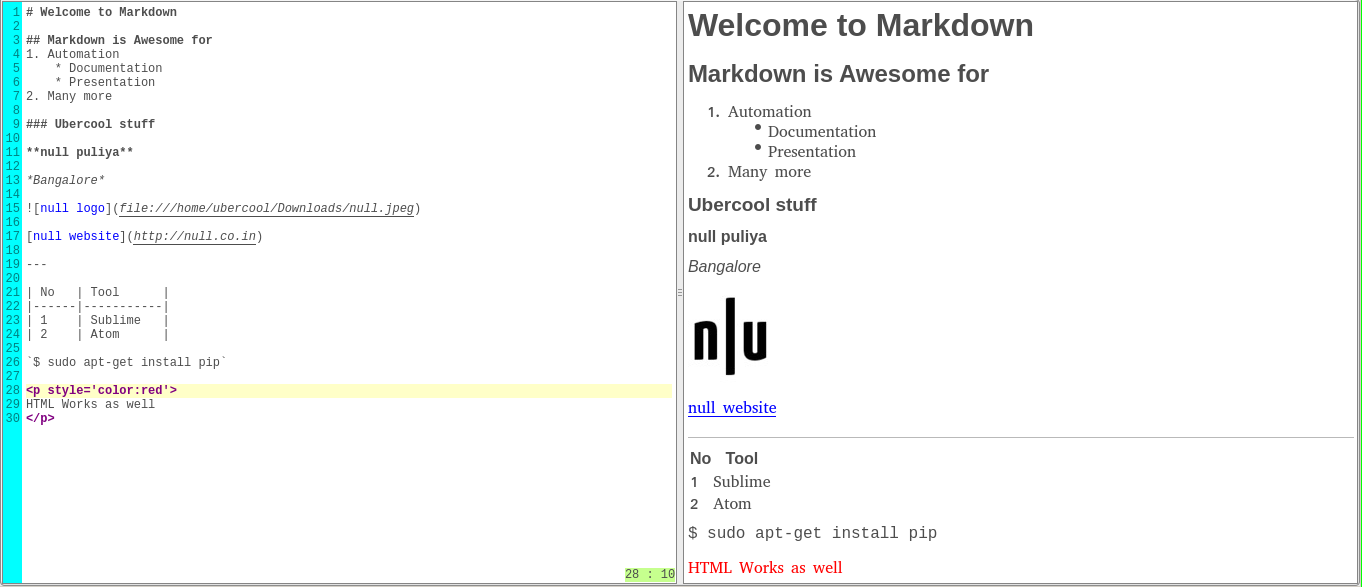 1 # Welcome to Markdown
2
3 ## Markdown is Awesome for
4 1. Automation
5     * Documentation
6     * Presentation
7 2. Many more
8
9 ### Ubercool stuff
10
11 **null puliya**
12
13 *Bangalore*
14
15 ![null logo](file:///home/ubercool/Downloads/null.jpeg)
16
17 [null website](http://null.co.in)
18
19 ---
20
21 | No   | Tool      |
22 |------|-----------|
23 | 1    | Sublime   |
24 | 2    | Atom      |
25
26 `$ sudo apt-get install pip`
27
28 <p style='color:red'>
29 HTML Works as well
30 </p>
28 : 10
Welcome to Markdown
Markdown is Awesome for
1. Automation
• Documentation
• Presentation
2. Many more
Ubercool stuff
null puliya
Bangalore
n|u
null website
No Tool
1 Sublime
2 Atom
$ sudo apt-get install pip
HTML Works as well